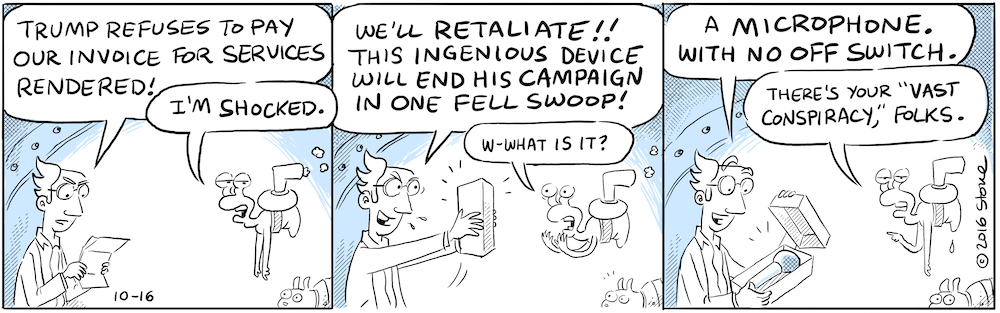 TRUMP REFUSES TO PAY
OUR INVOICE FOR SERVICES
RENDERED!
I'M SHOCKED.
10-16
WE'LL RETALIATE!!
THIS INGENIOUS DEVICE
WILL END HIS CAMPAIGN
IN ONE FELL SWOOP!
W-WHAT IS IT?
A MICROPHONE.
WITH NO OFF SWITCH.
THERE'S YOUR "VAST
CONSPIRACY," FOLKS.
©2016 Stone